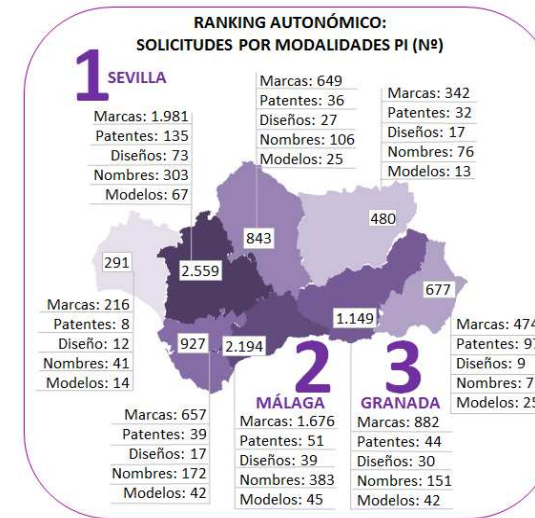 RANKING AUTONÓMICO:
SOLICITUDES POR MODALIDADES PI (Nº)
1
SEVILLA
Marcas: 1.981
Patentes: 135
Diseños: 73
Nombres: 303
Modelos: 67
Marcas: 649
Patentes: 36
Diseños: 27
Nombres: 106
Modelos: 25
Marcas: 342
Patentes: 32
Diseños: 17
Nombres: 76
Modelos: 13
291
2.559
843
480
677
927
2.194
1.149
Marcas: 216
Patentes: 8
Diseño: 12
Nombres: 41
Modelos: 14
Marcas: 474
Patentes:
Diseños: 9
Nombres:
Modelos: 25
2
MÁLAGA
3
GRANADA
Marcas: 657
Patentes: 39
Diseños: 17
Nombres: 172
Modelos: 42
Marcas: 1.676
Patentes: 51
Diseños: 39
Nombres: 383
Modelos: 45
Marcas: 882
Patentes: 44
Diseños: 30
Nombres: 151
Modelos: 42